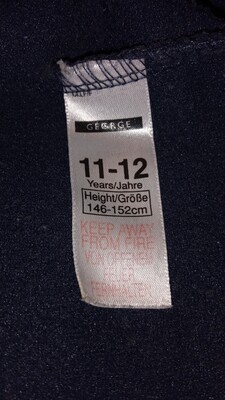 GEORGE
11-12
Years/Jahre
Height/Größe
146-152cm
KEEP AWAY
FROM FIRE
VON OFFENEM
FEUER
FERNHALTEN